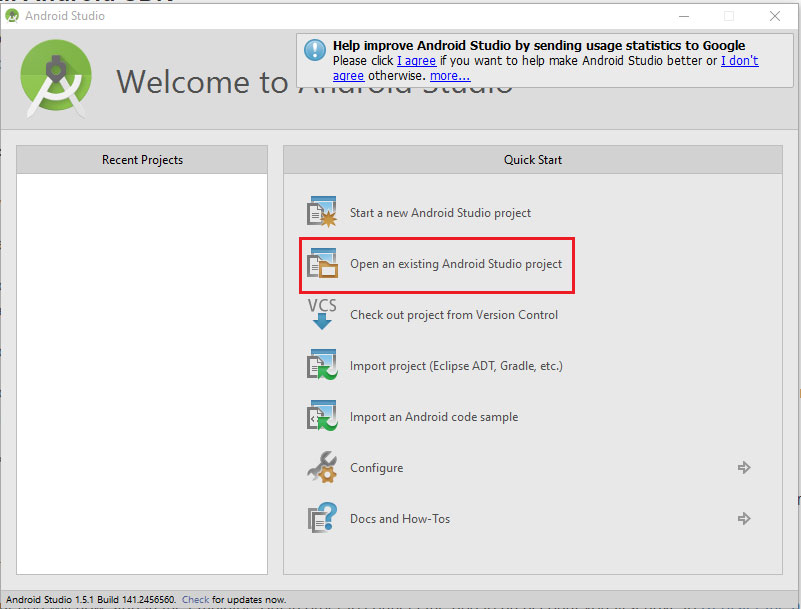 Android Studio
Help improve Android Studio by sending usage statistics to Google
Please click I agree if you want to help make Android Studio better or I don't
agree otherwise. more...
Welcome to Android Studio
Recent Projects
Quick Start
Start a new Android Studio project
Open an existing Android Studio project
VCS
Check out project from Version Control
Import project (Eclipse ADT, Gradle, etc.)
Import an Android code sample
Configure
Docs and How-Tos
Android Studio 1.5.1 Build 141.2456560. Check for updates now.